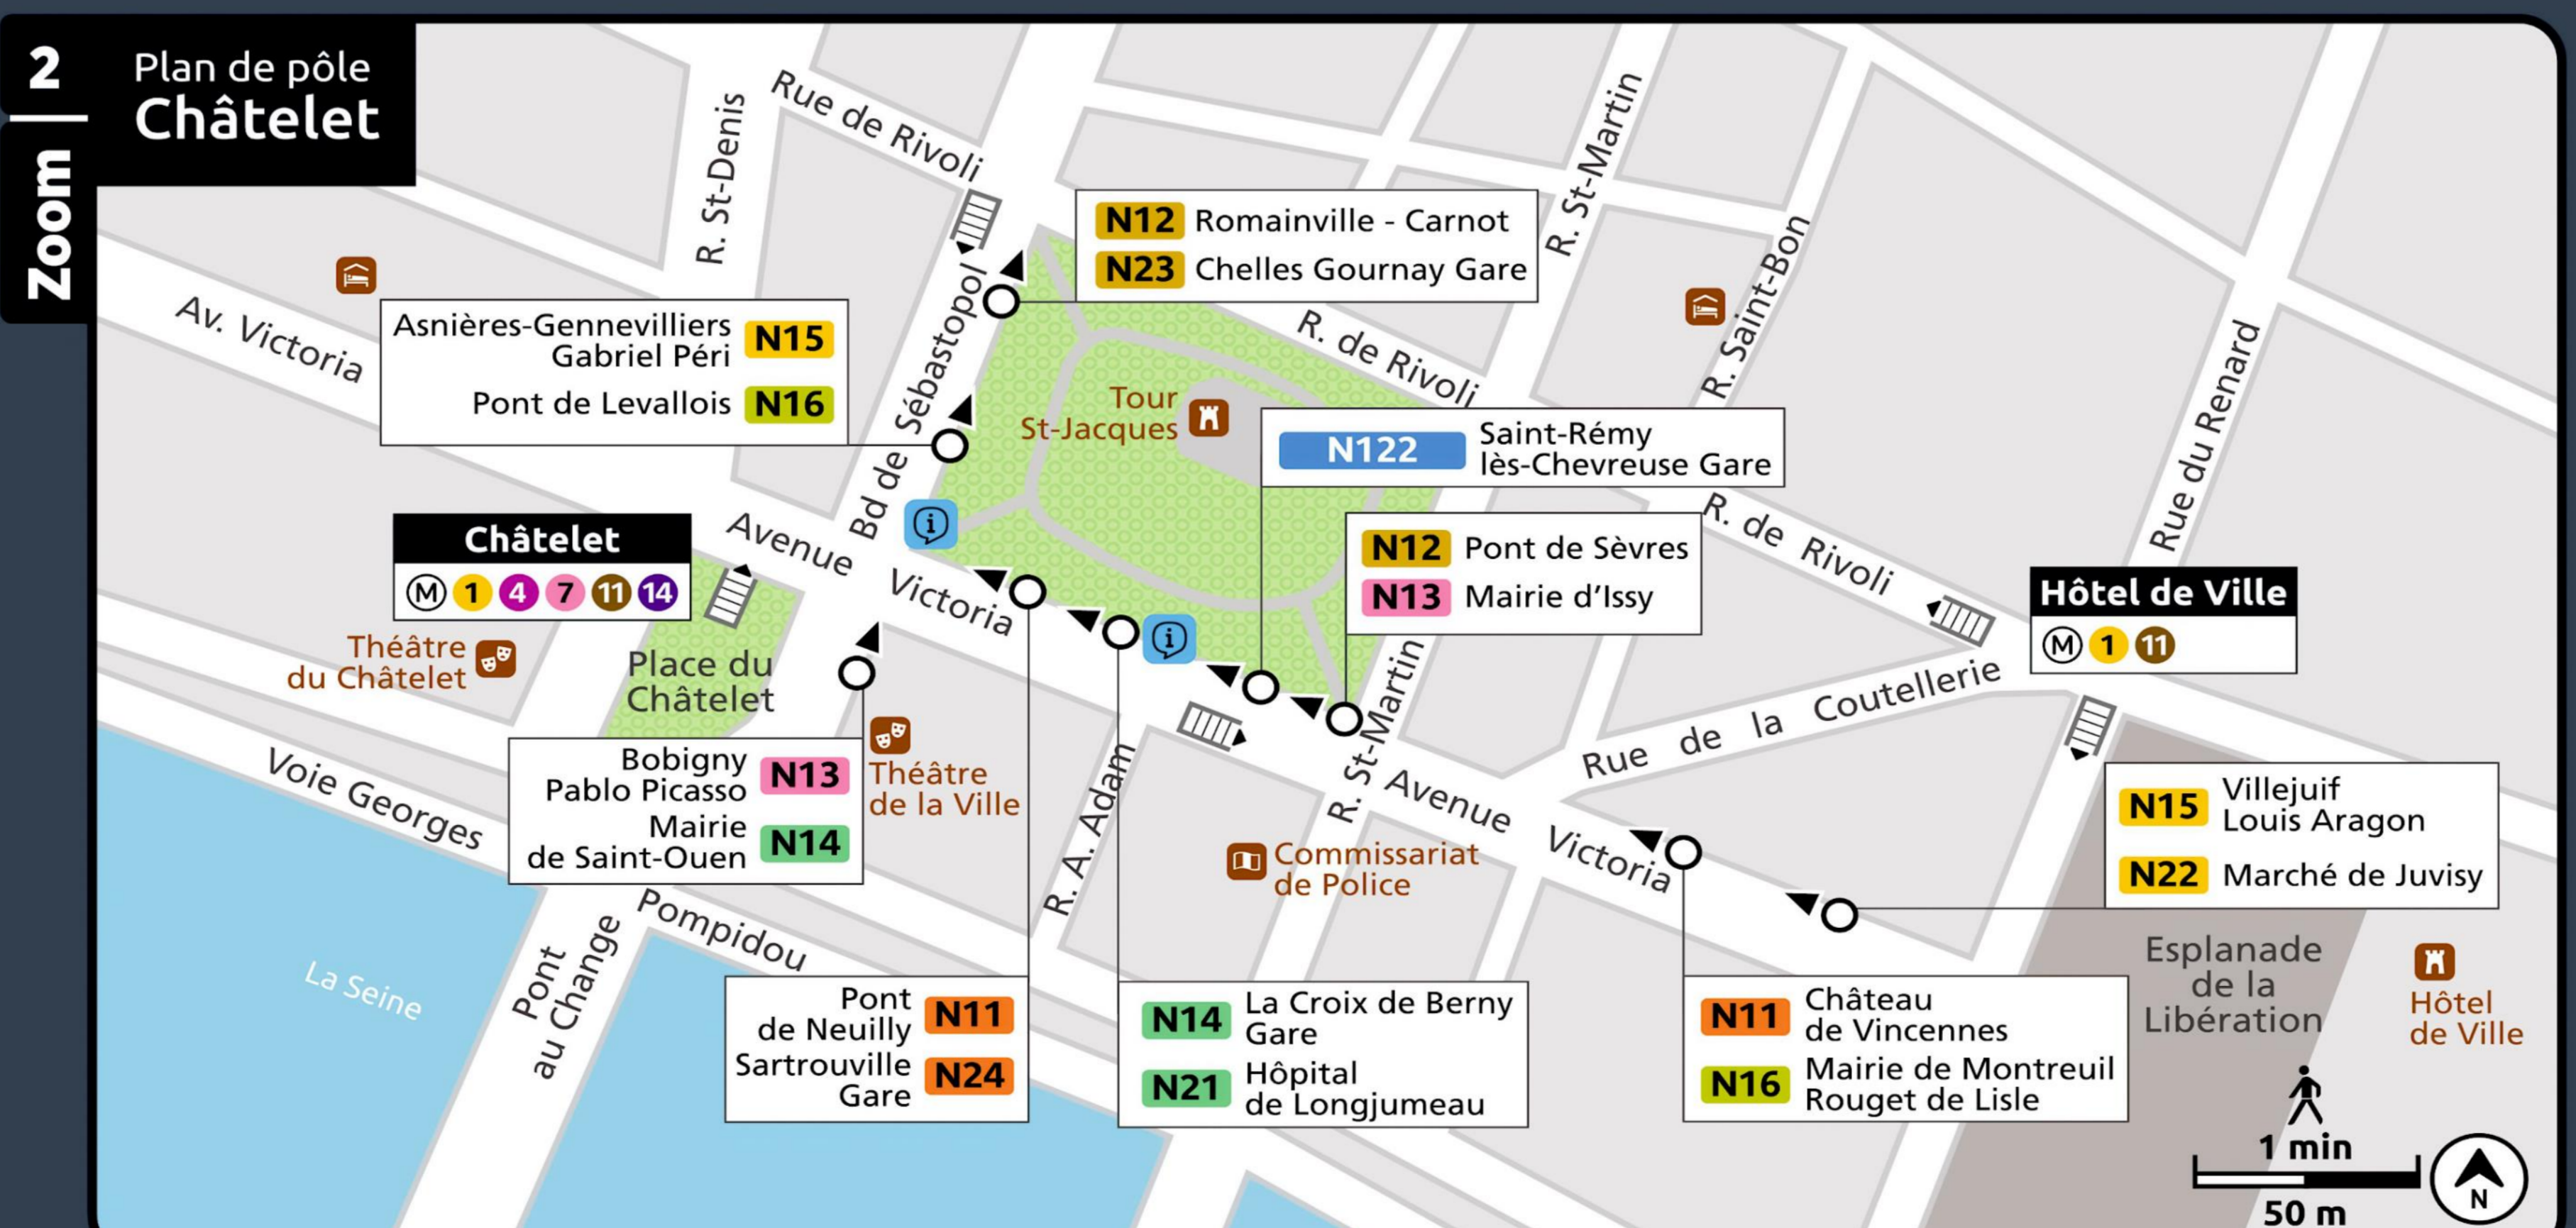 2
Zoom
Plan de pôle
Châtelet
Rue de Rivoli
R. St-Denis
R. St-Martin
N12 Romainville - Carnot
N23 Chelles Gournay Gare
R. Saint-Bon
Av. Victoria
Asnières-Gennevilliers
Gabriel Péri N15
Pont de Levallois N16
Bd de Sébastopol
R. de Rivoli
Rue du Renard
Tour
St-Jacques
N122 Saint-Rémy
lès-Chevreuse Gare
Châtelet
M 1 4 7 11 14
Avenue Victoria
i
N12 Pont de Sèvres
N13 Mairie d'Issy
R. de Rivoli
Hôtel de Ville
M 1 11
Théâtre
du Châtelet
Place du
Châtelet
i
R. St-Martin
Rue de la Coutellerie
Voie Georges
Pompidou
Bobigny
Pablo Picasso N13
Mairie
de Saint-Ouen N14
Théâtre
de la Ville
R. A. Adam
Avenue Victoria
Commissariat
de Police
N15 Villejuif
Louis Aragon
N22 Marché de Juvisy
La Seine
Pont
au Change
Pont
de Neuilly N11
Sartrouville
Gare N24
N14 La Croix de Berny
Gare
N21 Hôpital
de Longjumeau
N11 Château
de Vincennes
N16 Mairie de Montreuil
Rouget de Lisle
Esplanade
de la
Libération
Hôtel
de Ville
1 min
50 m
N